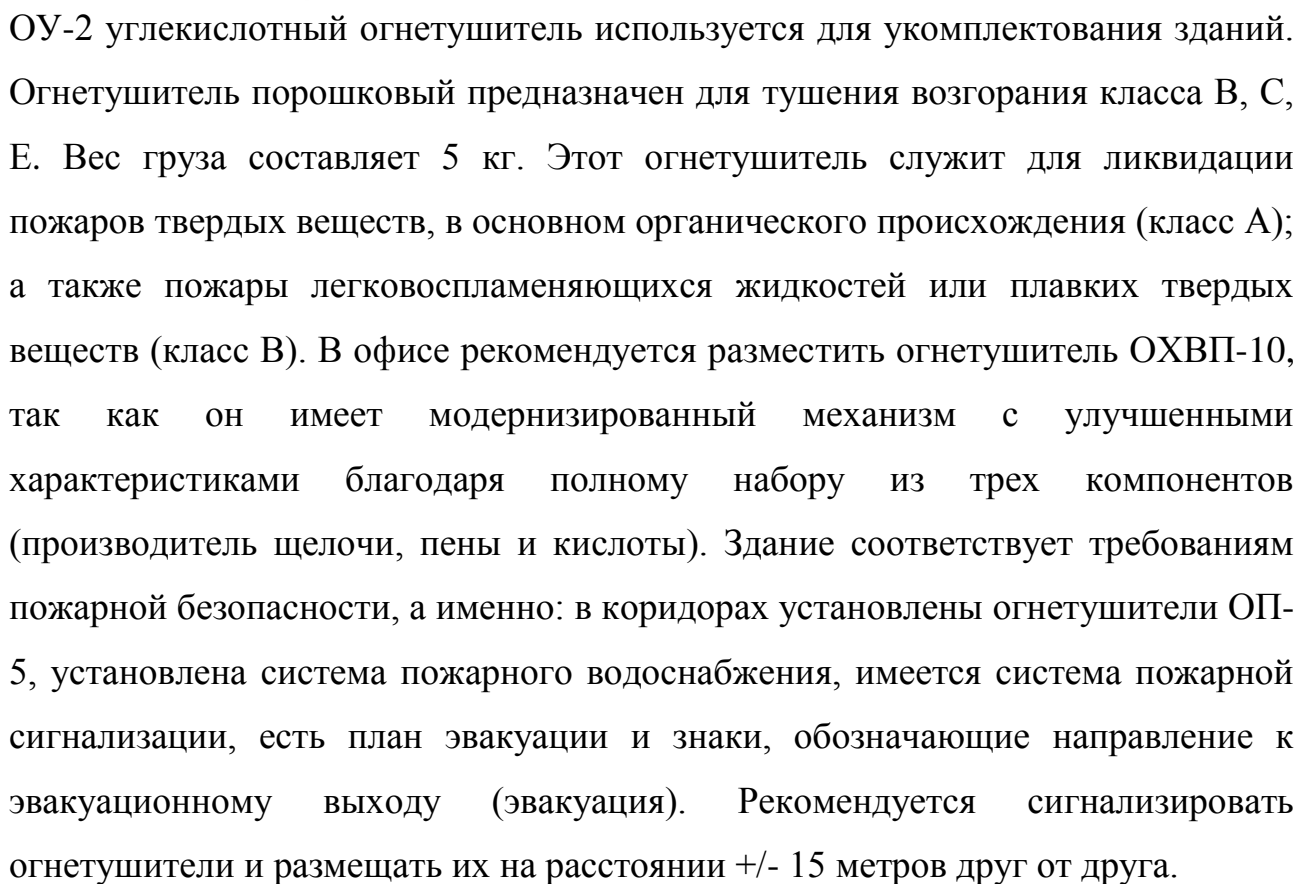 ОУ-2 углекислотный огнетушитель используется для укомплектования зданий.
Огнетушитель порошковый предназначен для тушения возгорания класса В, С,
Е. Вес груза составляет 5 кг. Этот огнетушитель служит для ликвидации
пожаров твердых веществ, в основном органического происхождения (класс А);
а также пожары легковоспламеняющихся жидкостей или плавких твердых
веществ (класс В). В офисе рекомендуется разместить огнетушитель ОХВП-10,
так как он имеет модернизированный механизм с улучшенными
характеристиками благодаря полному набору из трех компонентов
(производитель щелочи, пены и кислоты). Здание соответствует требованиям
пожарной безопасности, а именно: в коридорах установлены огнетушители ОП-
5, установлена система пожарного водоснабжения, имеется система пожарной
сигнализации, есть план эвакуации и знаки, обозначающие направление к
эвакуационному выходу (эвакуация). Рекомендуется сигнализировать
огнетушители и размещать их на расстоянии +/- 15 метров друг от друга.